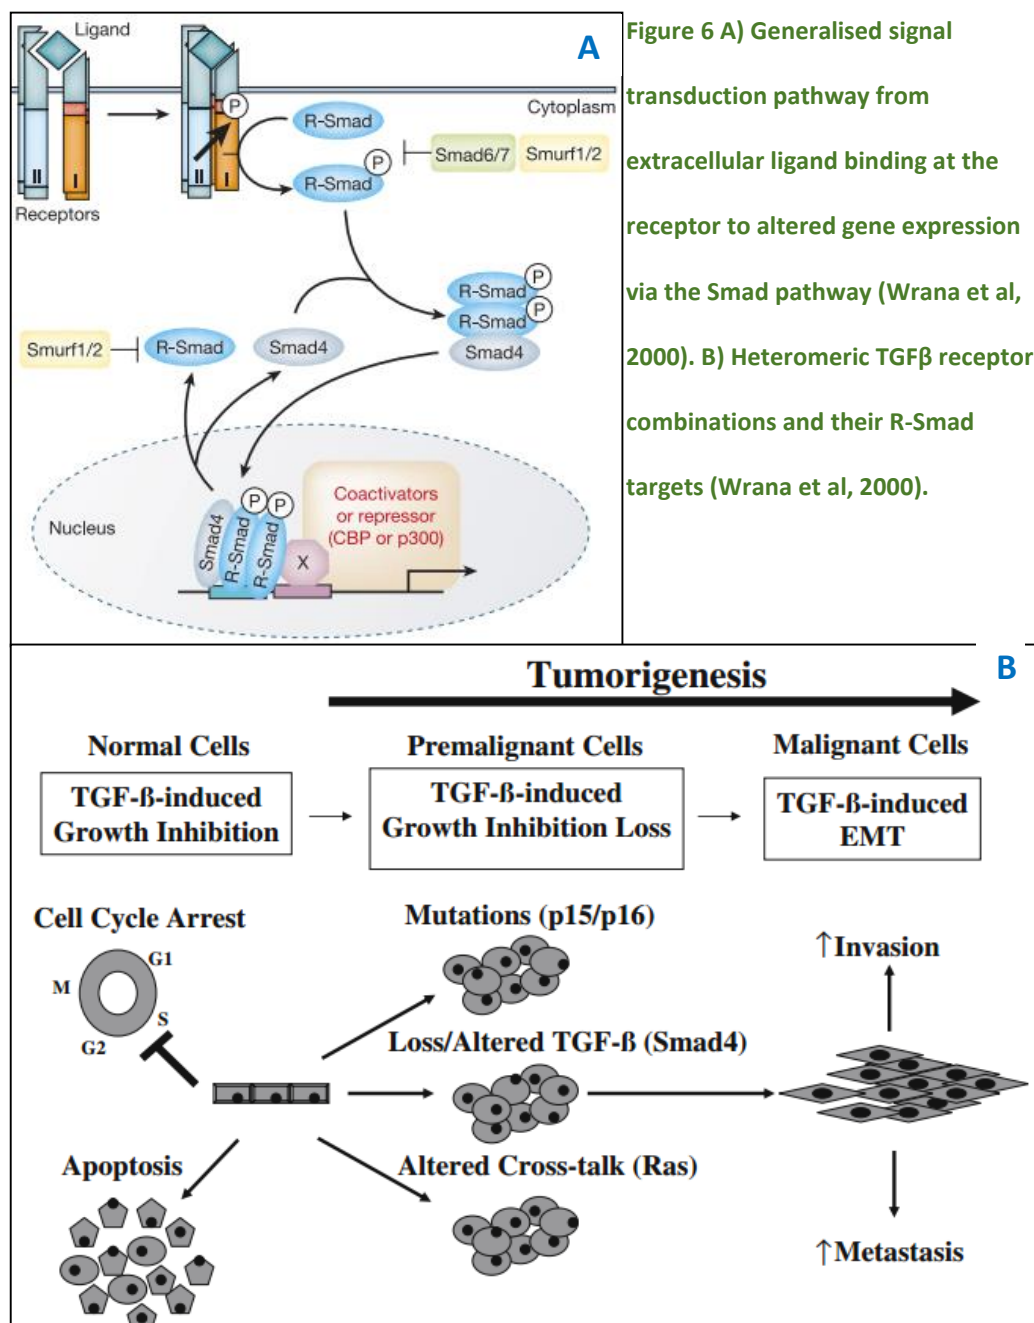 Ligand
A
P
R-Smad
Cytoplasm
P
R-Smad
Smad6/7
Smurf1/2
II
I
II
I
Receptors
P
R-Smad
P
R-Smad
Smad4
Smurf1/2
R-Smad
Smad4
Nucleus
P
P
Smad4
R-Smad
R-Smad
X
Coactivators
or repressor
(CBP or p300)
Figure 6 A) Generalised signal
transduction pathway from
extracellular ligand binding at the
receptor to altered gene expression
via the Smad pathway (Wrana et al,
2000). B) Heteromeric TGFβ receptor
combinations and their R-Smad
targets (Wrana et al, 2000).
B
Tumorigenesis
Normal Cells
Premalignant Cells
Malignant Cells
TGF-ß-induced
Growth Inhibition
TGF-ß-induced
Growth Inhibition Loss
TGF-ß-induced
EMT
Cell Cycle Arrest
G1
M
S
G2
Apoptosis
Mutations (p15/p16)
Loss/Altered TGF-ß (Smad4)
Altered Cross-talk (Ras)
↑Invasion
↑Metastasis